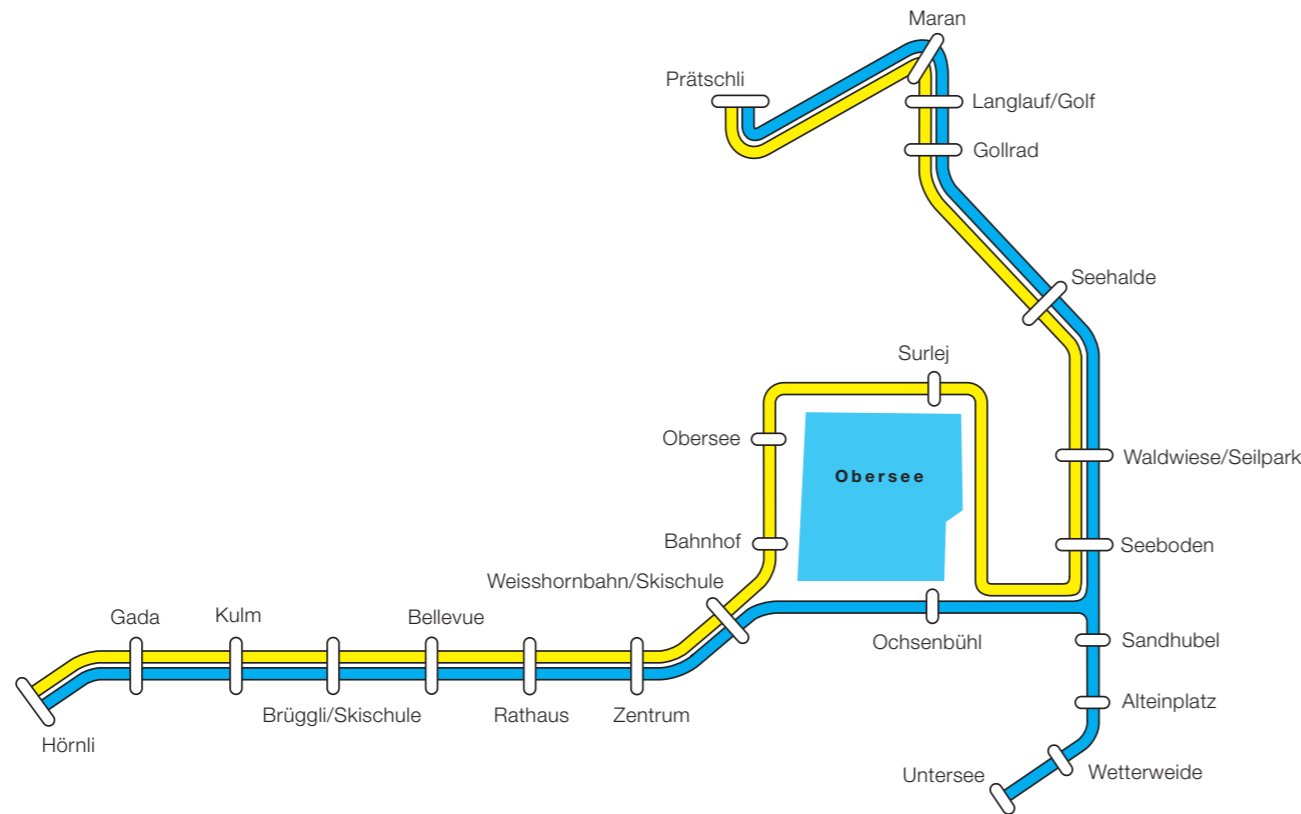 Maran
Prätschli
Langlauf/Golf
Gollrad
Seehalde
Surlej
Obersee
Obersee
Waldwiese/Seilpark
Bahnhof
Seeboden
Weisshornbahn/Skischule
Gada
Kulm
Bellevue
Ochsenbühl
Sandhubel
Brüggli/Skischule
Rathaus
Zentrum
Alteinplatz
Hörnli
Untersee
Wetterweide